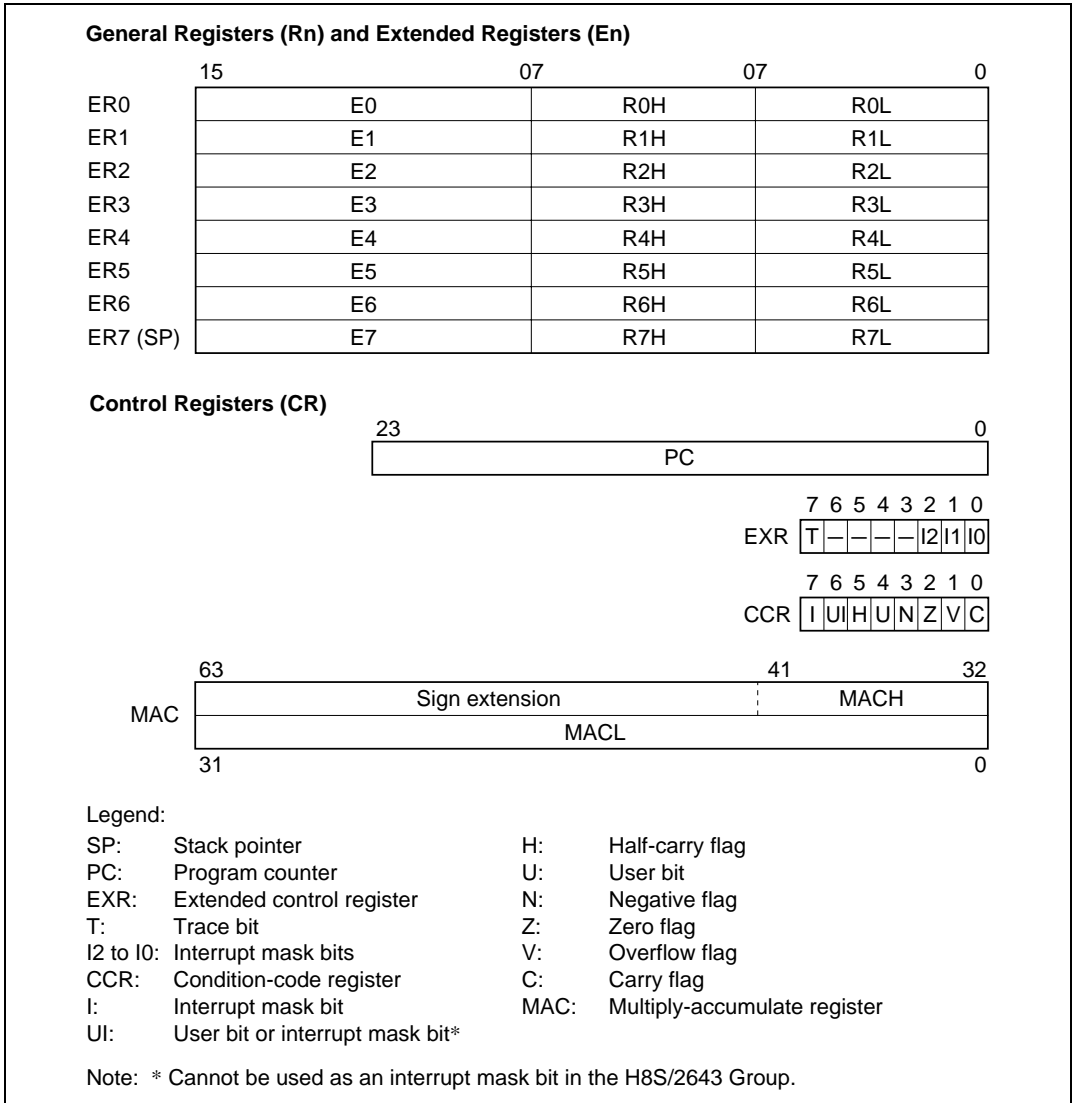 General Registers (Rn) and Extended Registers (En)
15 07 07 0
ER0 E0 R0H R0L
ER1 E1 R1H R1L
ER2 E2 R2H R2L
ER3 E3 R3H R3L
ER4 E4 R4H R4L
ER5 E5 R5H R5L
ER6 E6 R6H R6L
ER7 (SP) E7 R7H R7L
Control Registers (CR)
23 0
PC
7 6 5 4 3 2 1 0
EXR T — — — — I2 I1 I0
7 6 5 4 3 2 1 0
CCR I UI H U N Z V C
63 41 32
MAC Sign extension MACH
MACL
31 0
Legend:
SP: Stack pointer H: Half-carry flag
PC: Program counter U: User bit
EXR: Extended control register N: Negative flag
T: Trace bit Z: Zero flag
I2 to I0: Interrupt mask bits V: Overflow flag
CCR: Condition-code register C: Carry flag
I: Interrupt mask bit MAC: Multiply-accumulate register
UI: User bit or interrupt mask bit*
Note: * Cannot be used as an interrupt mask bit in the H8S/2643 Group.